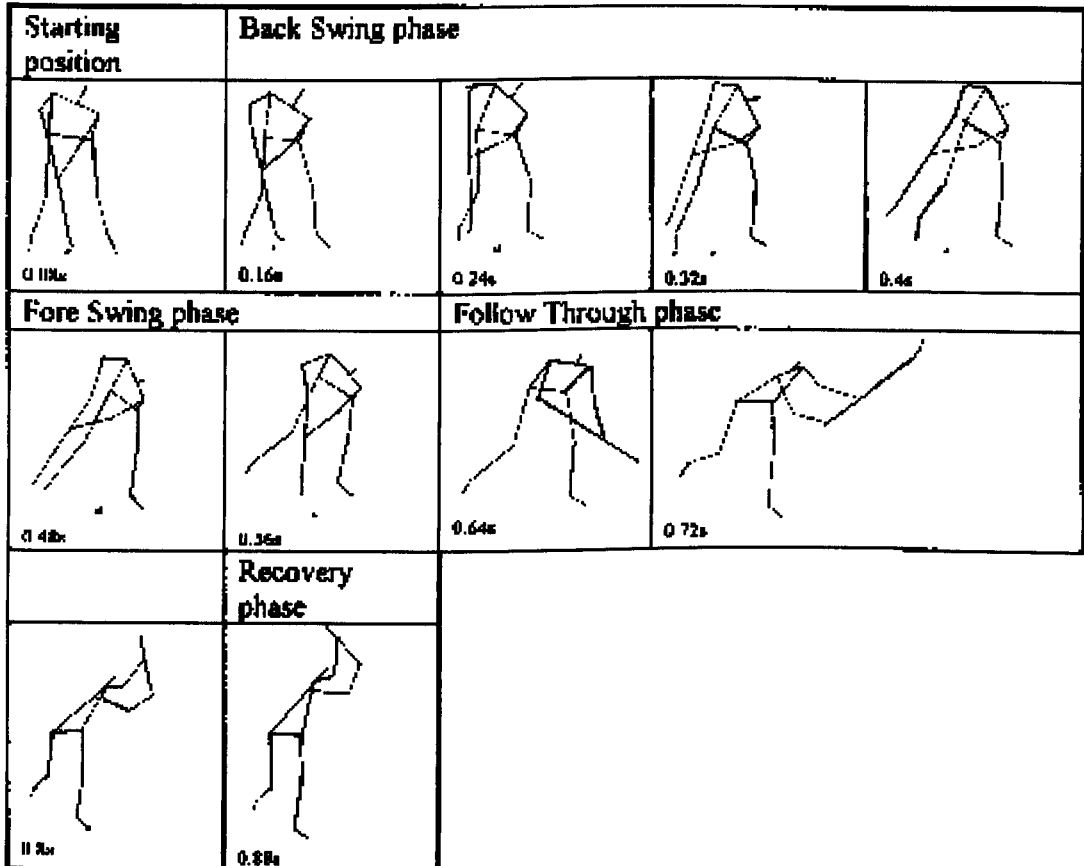 Starting
position
Back Swing phase
0.16s
0.24s
0.32s
0.4s
Fore Swing phase
Follow Through phase
0.64s
0.72s
Recovery
phase
0.88s